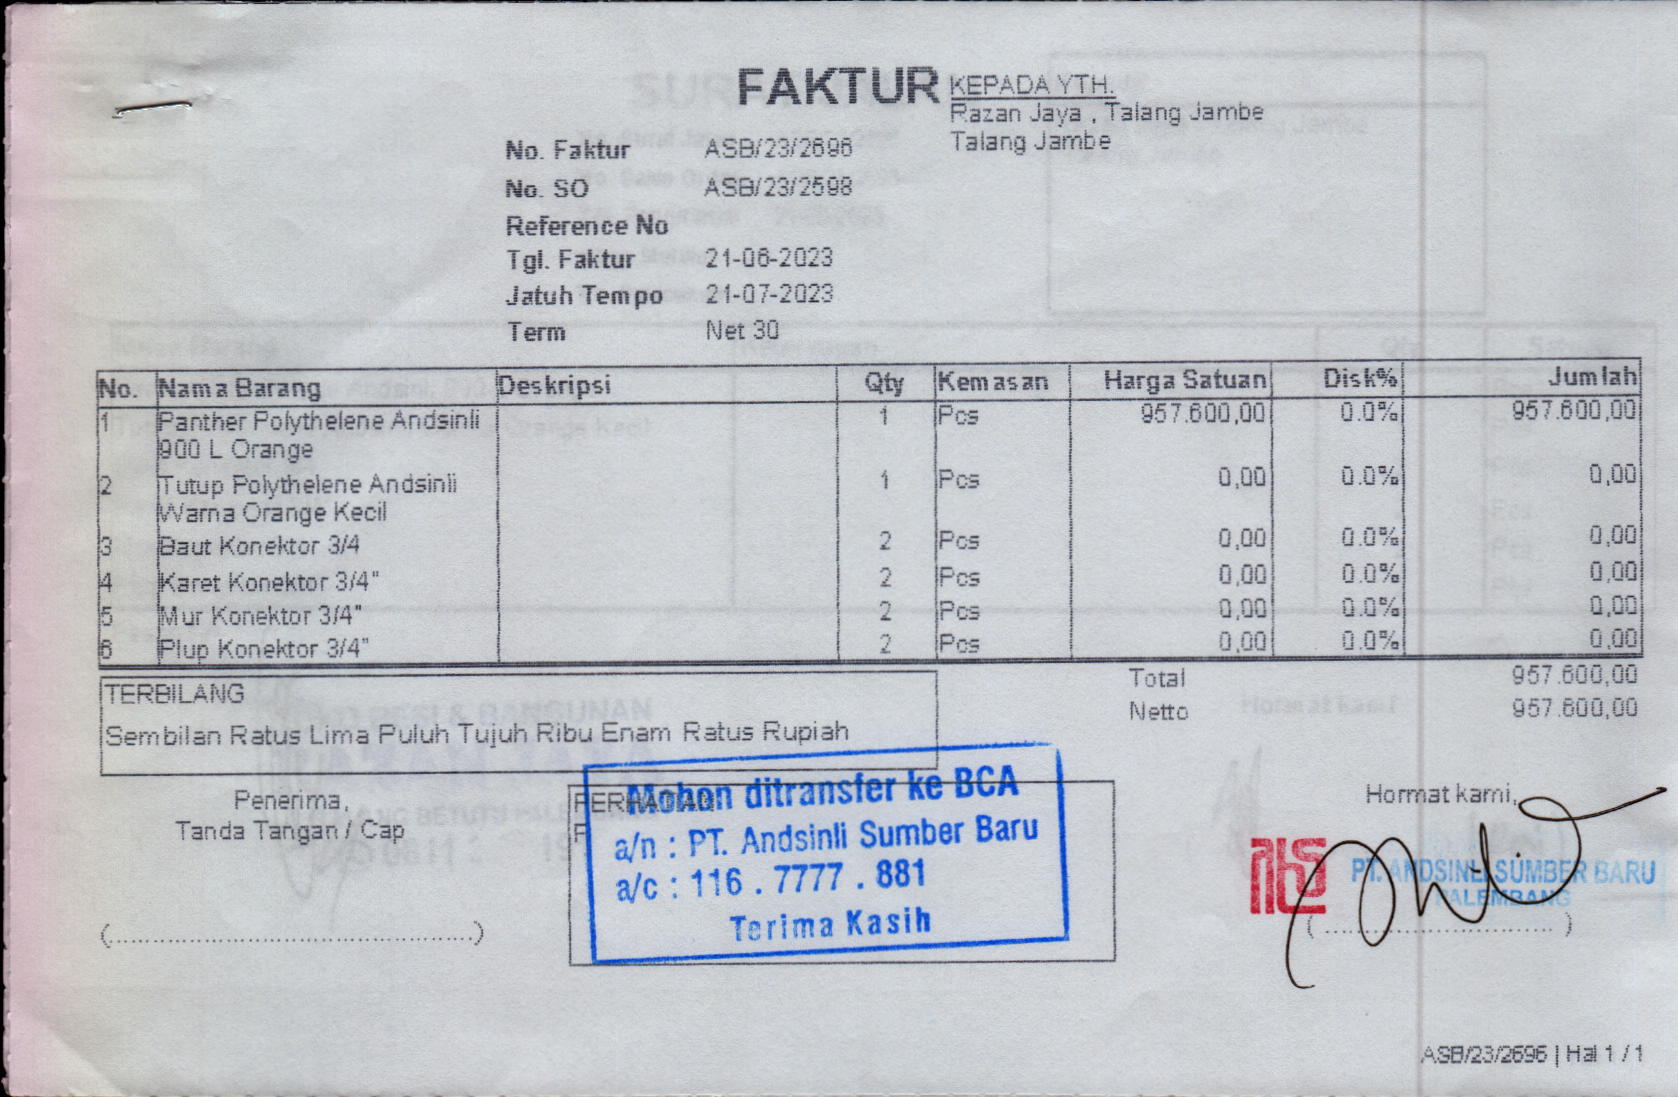 FAKTUR
KEPADA YTH.
Razan Jaya , Talang Jambe
Talang Jambe
No. Faktur ASB/23/2696
No. SO ASB/23/2598
Reference No
Tgl. Faktur 21-06-2023
Jatuh Tempo 21-07-2023
Term Net 30
No. Nama Barang Deskripsi Qty Kemasan Harga Satuan Disk% Jumlah
1 Panther Polythelene Andsinli 1 Pcs 957.600,00 0.0% 957.600,00
900 L Orange
2 Tutup Polythelene Andsinli 1 Pcs 0,00 0.0% 0,00
Warna Orange Kecil
3 Baut Konektor 3/4 2 Pcs 0,00 0.0% 0,00
4 Karet Konektor 3/4" 2 Pcs 0,00 0.0% 0,00
5 Mur Konektor 3/4" 2 Pcs 0,00 0.0% 0,00
6 Plup Konektor 3/4" 2 Pcs 0,00 0.0% 0,00
Total 957.600,00
Netto 957.600,00
TERBILANG
Sembilan Ratus Lima Puluh Tujuh Ribu Enam Ratus Rupiah
Penerima,
Tanda Tangan / Cap
(................................................)
PERHATIAN
Mohon ditransfer ke BCA
a/n : PT. Andsinli Sumber Baru
a/c : 116 . 7777 . 881
Terima Kasih
Hormat kami,
PT. ANDSINLI SUMBER BARU
PALEMBANG
(..............................)
ASB/23/2696 | Hal 1 / 1